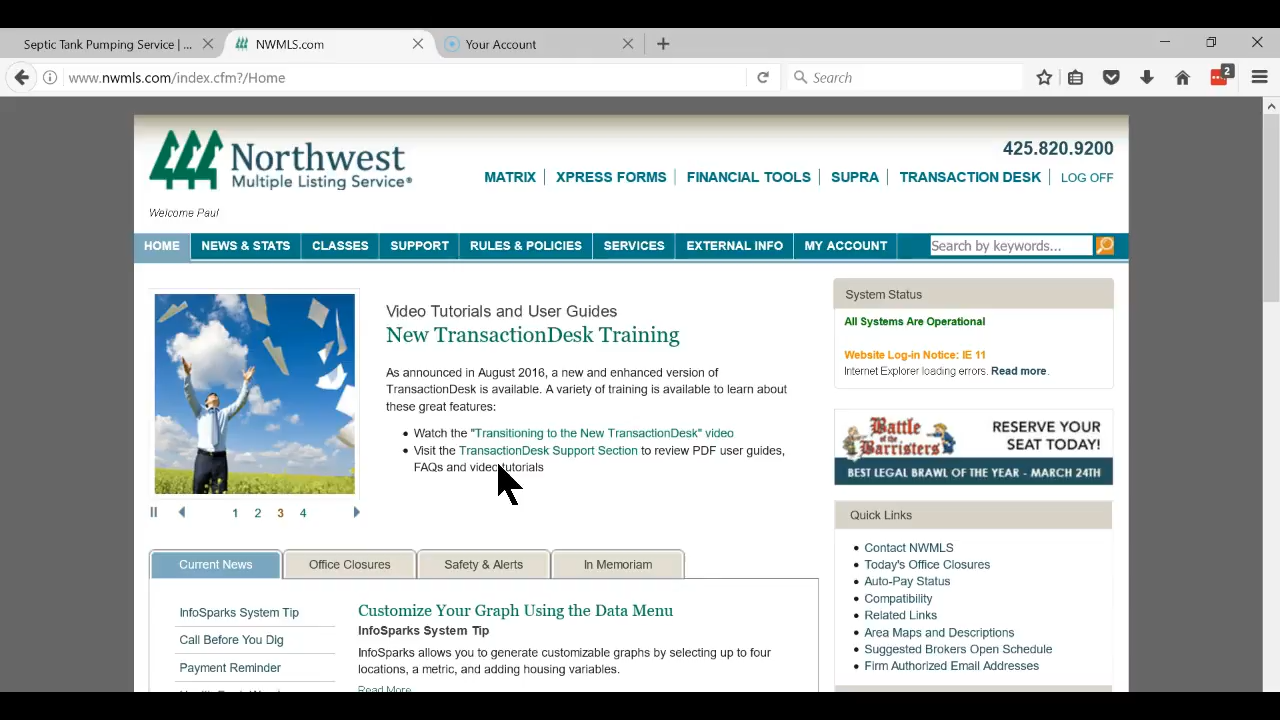 Septic Tank Pumping Service | ...
NWMLS.com
Your Account
www.nwmls.com/index.cfm?/Home
Search
2
Northwest
Multiple Listing Service®
425.820.9200
MATRIX
XPRESS FORMS
FINANCIAL TOOLS
SUPRA
TRANSACTION DESK
LOG OFF
Welcome Paul
HOME
NEWS & STATS
CLASSES
SUPPORT
RULES & POLICIES
SERVICES
EXTERNAL INFO
MY ACCOUNT
Search by keywords...
Video Tutorials and User Guides
New TransactionDesk Training
As announced in August 2016, a new and enhanced version of
TransactionDesk is available. A variety of training is available to learn about
these great features:
Watch the "Transitioning to the New TransactionDesk" video
Visit the TransactionDesk Support Section to review PDF user guides,
FAQs and video tutorials
1 2 3 4
System Status
All Systems Are Operational
Website Log-in Notice: IE 11
Internet Explorer loading errors. Read more.
Battle
of the
Barristers
RESERVE YOUR
SEAT TODAY!
BEST LEGAL BRAWL OF THE YEAR - MARCH 24TH
Quick Links
Contact NWMLS
Today's Office Closures
Auto-Pay Status
Compatibility
Related Links
Area Maps and Descriptions
Suggested Brokers Open Schedule
Firm Authorized Email Addresses
Current News
Office Closures
Safety & Alerts
In Memoriam
InfoSparks System Tip
Call Before You Dig
Payment Reminder
Customize Your Graph Using the Data Menu
InfoSparks System Tip
InfoSparks allows you to generate customizable graphs by selecting up to four
locations, a metric, and adding housing variables.
Read More